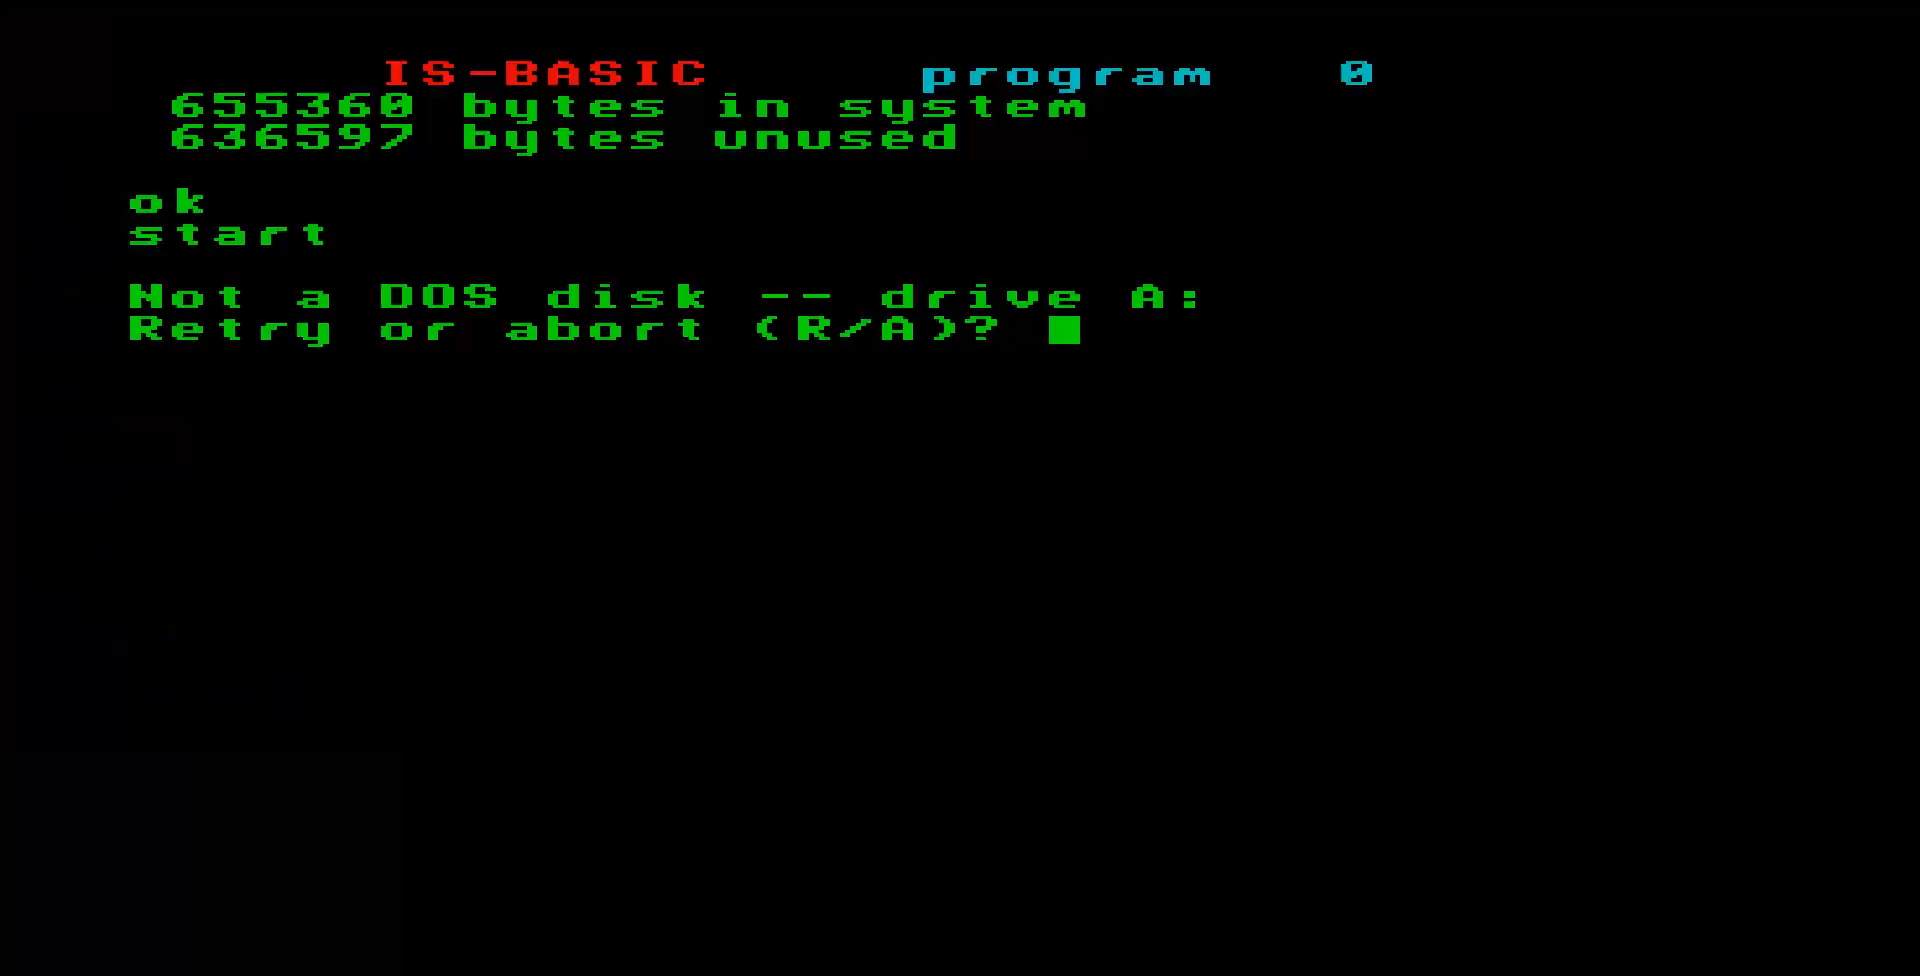 IS-BASIC program 0
655360 bytes in system
636597 bytes unused
ok
start
Not a DOS disk -- drive A:
Retry or abort (R/A)?